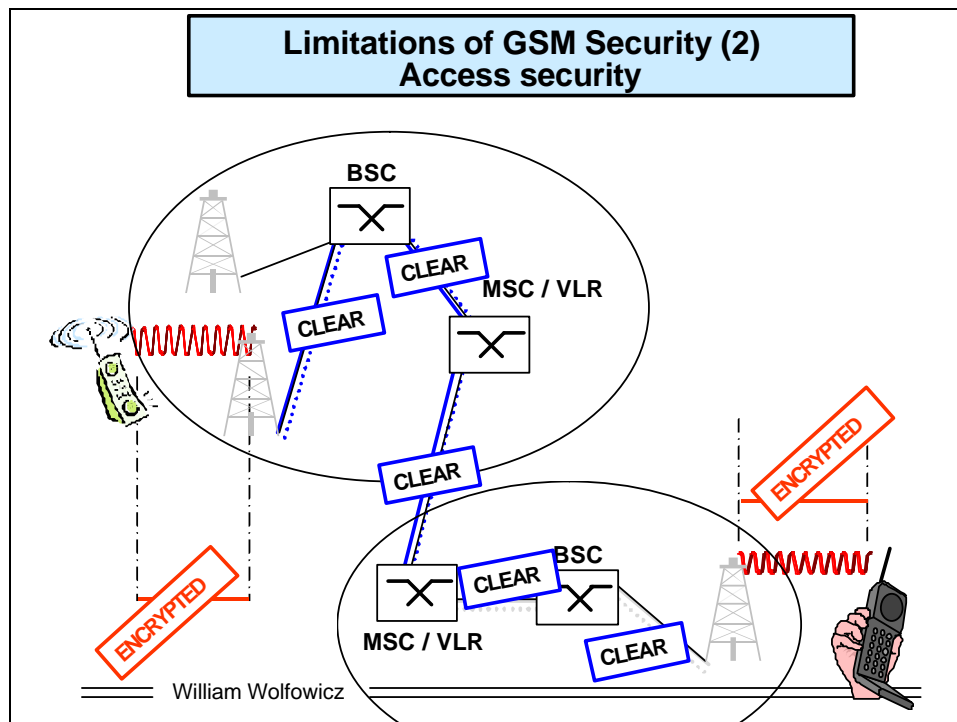 Limitations of GSM Security (2)
Access security
BSC
CLEAR
MSC / VLR
CLEAR
CLEAR
ENCRYPTED
BSC
CLEAR
ENCRYPTED
MSC / VLR
CLEAR
William Wolfowicz